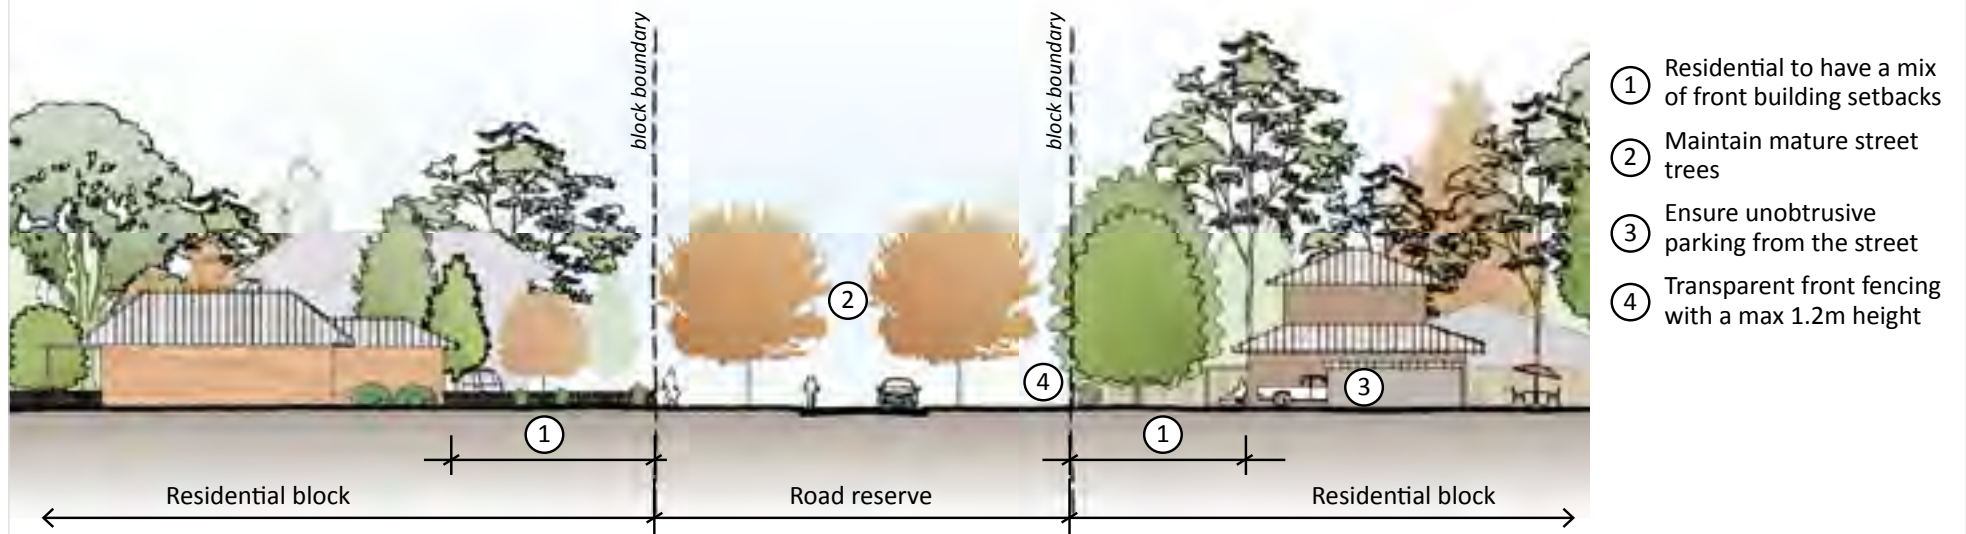 block boundary
block boundary
2
4
3
1
1
Residential block
Road reserve
Residential block
1
Residential to have a mix
of front building setbacks
2
Maintain mature street
trees
3
Ensure unobtrusive
parking from the street
4
Transparent front fencing
with a max 1.2m height